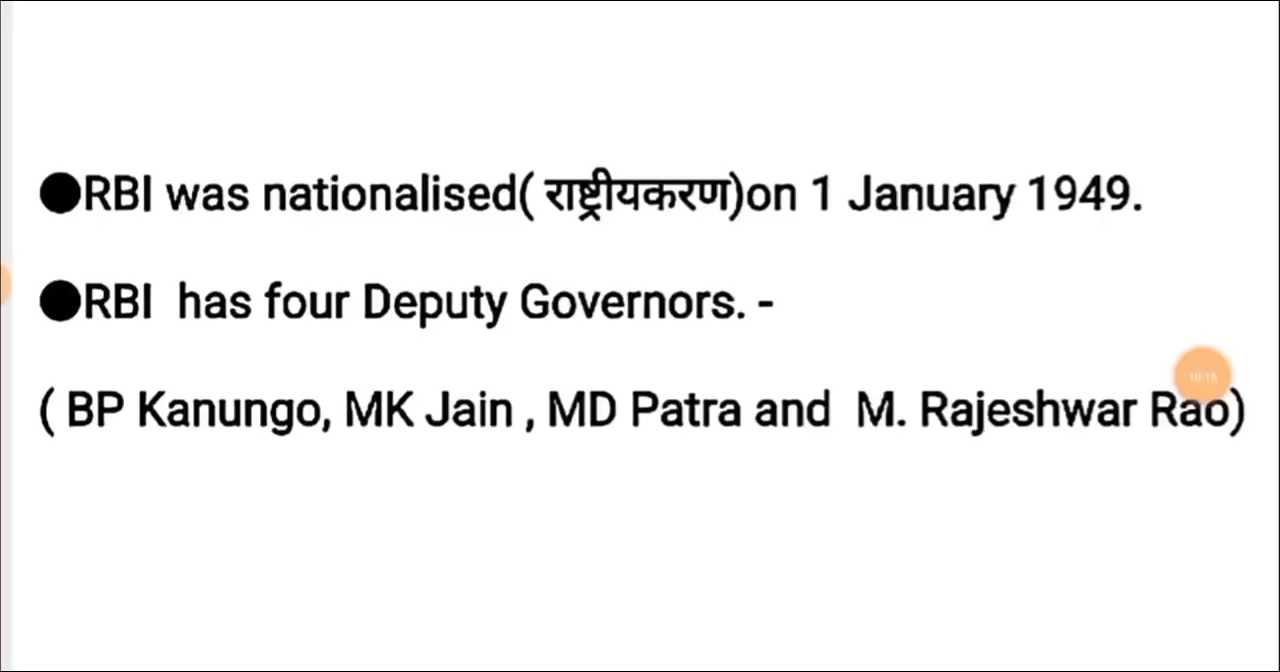 ●RBI was nationalised( राष्ट्रीयकरण)on 1 January 1949.
●RBI has four Deputy Governors. -
( BP Kanungo, MK Jain , MD Patra and M. Rajeshwar Rao)